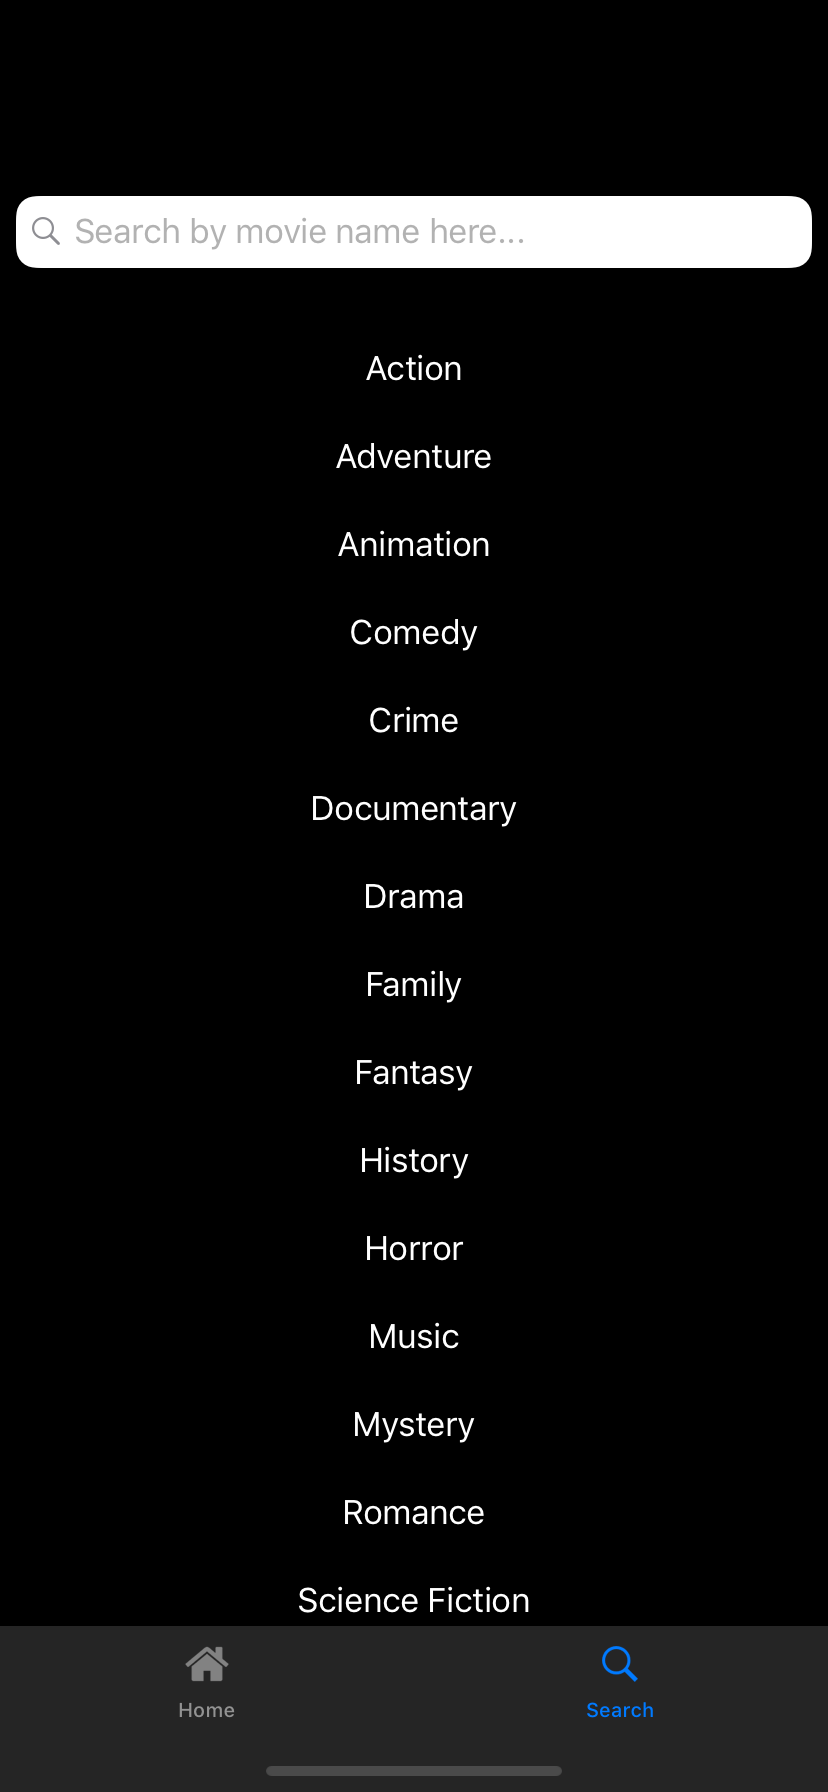 Search by movie name here...
Action
Adventure
Animation
Comedy
Crime
Documentary
Drama
Family
Fantasy
History
Horror
Music
Mystery
Romance
Science Fiction
Home
Search